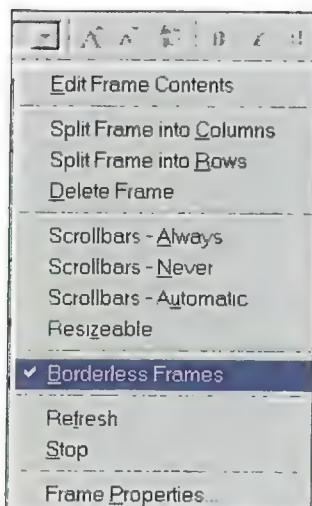 Edit Frame Contents
Split Frame into Columns
Split Frame into Rows
Delete Frame
Scrollbars - Always
Scrollbars - Never
Scrollbars - Automatic
Resizeable
Borderless Frames
Refresh
Stop
Frame Properties...